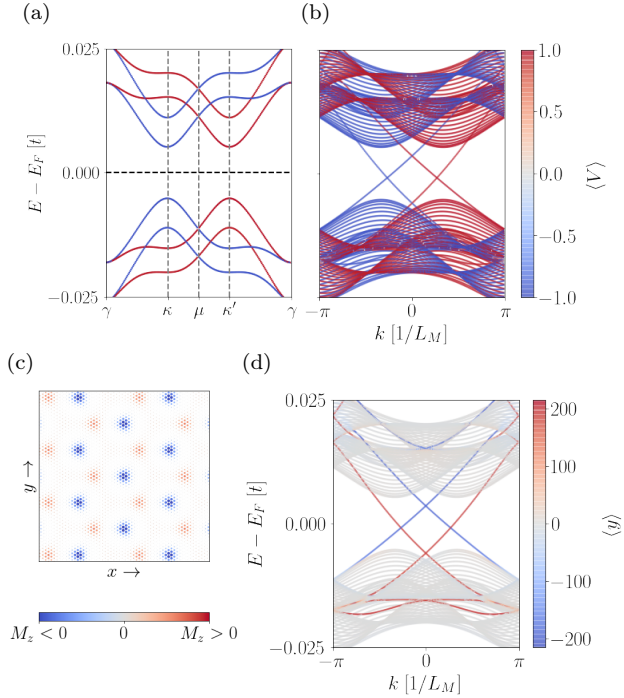 (a)
0.025
0.000
−0.025
E − E_F [t]
γ κ μ κ′ γ
(b)
−π 0 π
k [1/L_M]
1.0
0.5
0.0
−0.5
−1.0
⟨V⟩
(c)
y →
x →
M_z < 0 0 M_z > 0
(d)
0.025
0.000
−0.025
E − E_F [t]
−π 0 π
k [1/L_M]
200
100
0
−100
−200
⟨y⟩